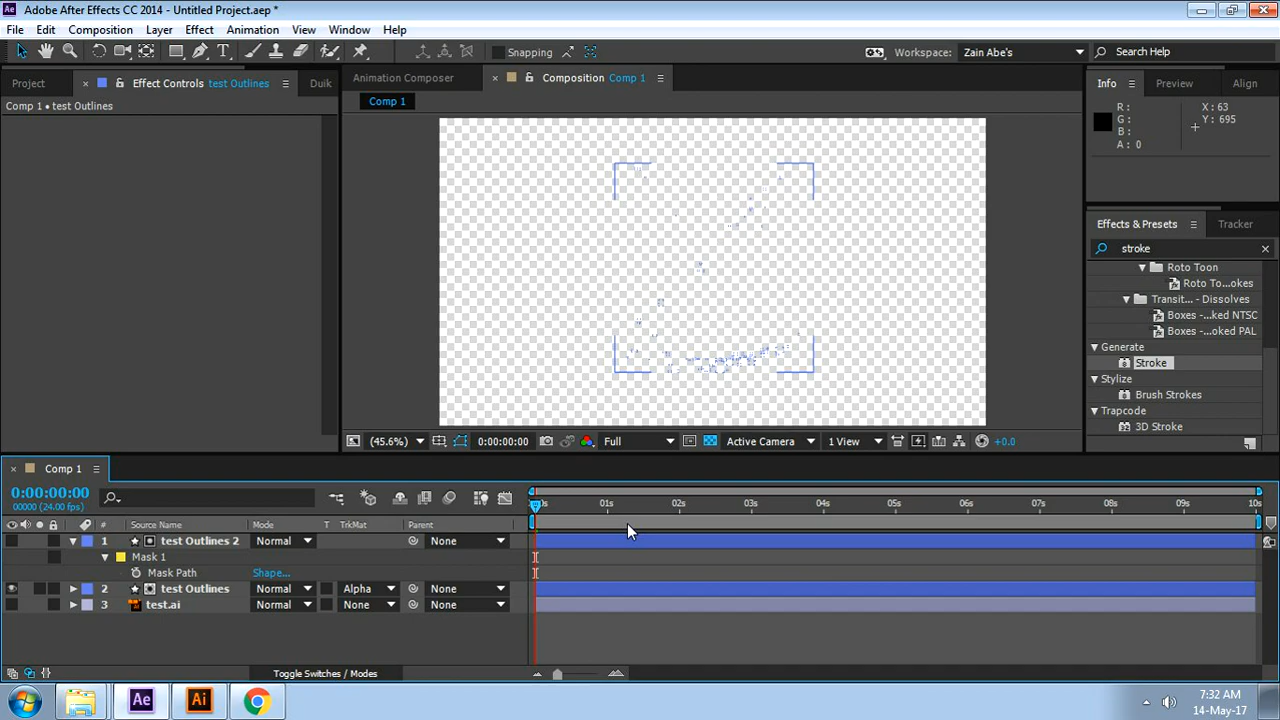 Adobe After Effects CC 2014 - Untitled Project.aep *
File Edit Composition Layer Effect Animation View Window Help
Snapping Workspace: Zain Abe's Search Help
Project Effect Controls test Outlines Duik Animation Composer Composition Comp 1 Info Preview Align
Comp 1 • test Outlines Comp 1
R: X: 63
G: Y: 695
B:
A: 0
Effects & Presets Tracker
stroke
Roto Toon
Roto To...okes
Transit... - Dissolves
Boxes - ...ked NTSC
Boxes - ...oked PAL
Generate
Stroke
Stylize
Brush Strokes
Trapcode
3D Stroke
(45.6%) 0:00:00:00 Full Active Camera 1 View +0.0
Comp 1
0:00:00:00
00000 (24.00 fps)
01s 02s 03s 04s 05s 06s 07s 08s 09s 10s
# Source Name Mode T TrkMat Parent
1 test Outlines 2 Normal None
Mask 1
Mask Path Shape...
2 test Outlines Normal Alpha None
3 test.ai Normal None None
Toggle Switches / Modes
Ae Ai
7:32 AM
14-May-17